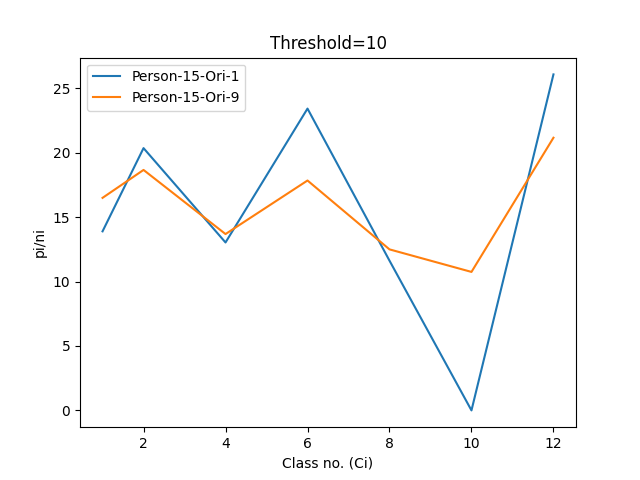 Threshold=10
Person-15-Ori-1
Person-15-Ori-9
25
20
15
10
5
0
pi/ni
2 4 6 8 10 12
Class no. (Ci)